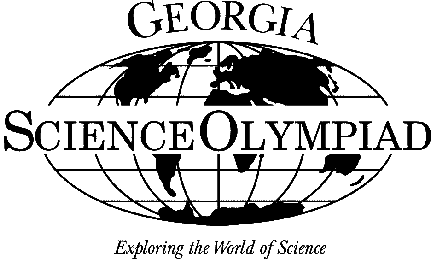 GEORGIA
SCIENCE OLYMPIAD
Exploring the World of Science